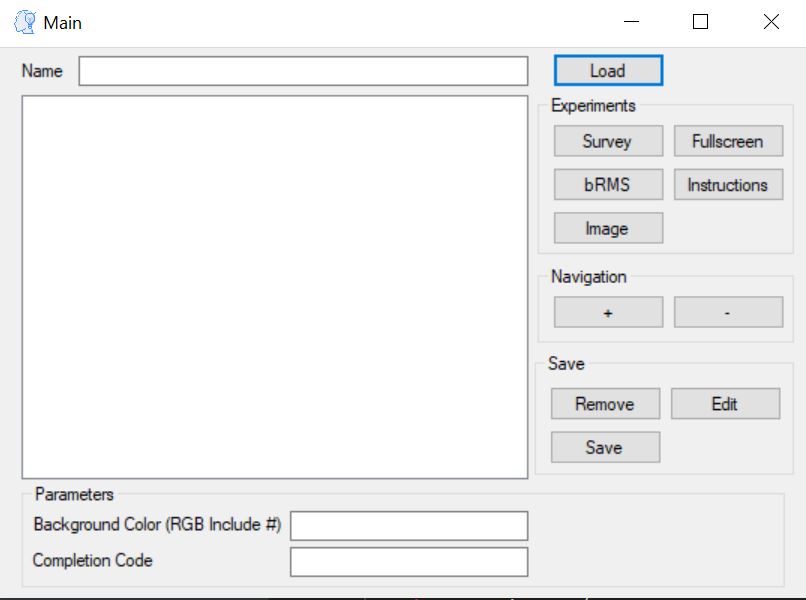 Main
Name
Load
Experiments
Survey
Fullscreen
bRMS
Instructions
Image
Navigation
+
-
Save
Remove
Edit
Save
Parameters
Background Color (RGB Include #)
Completion Code